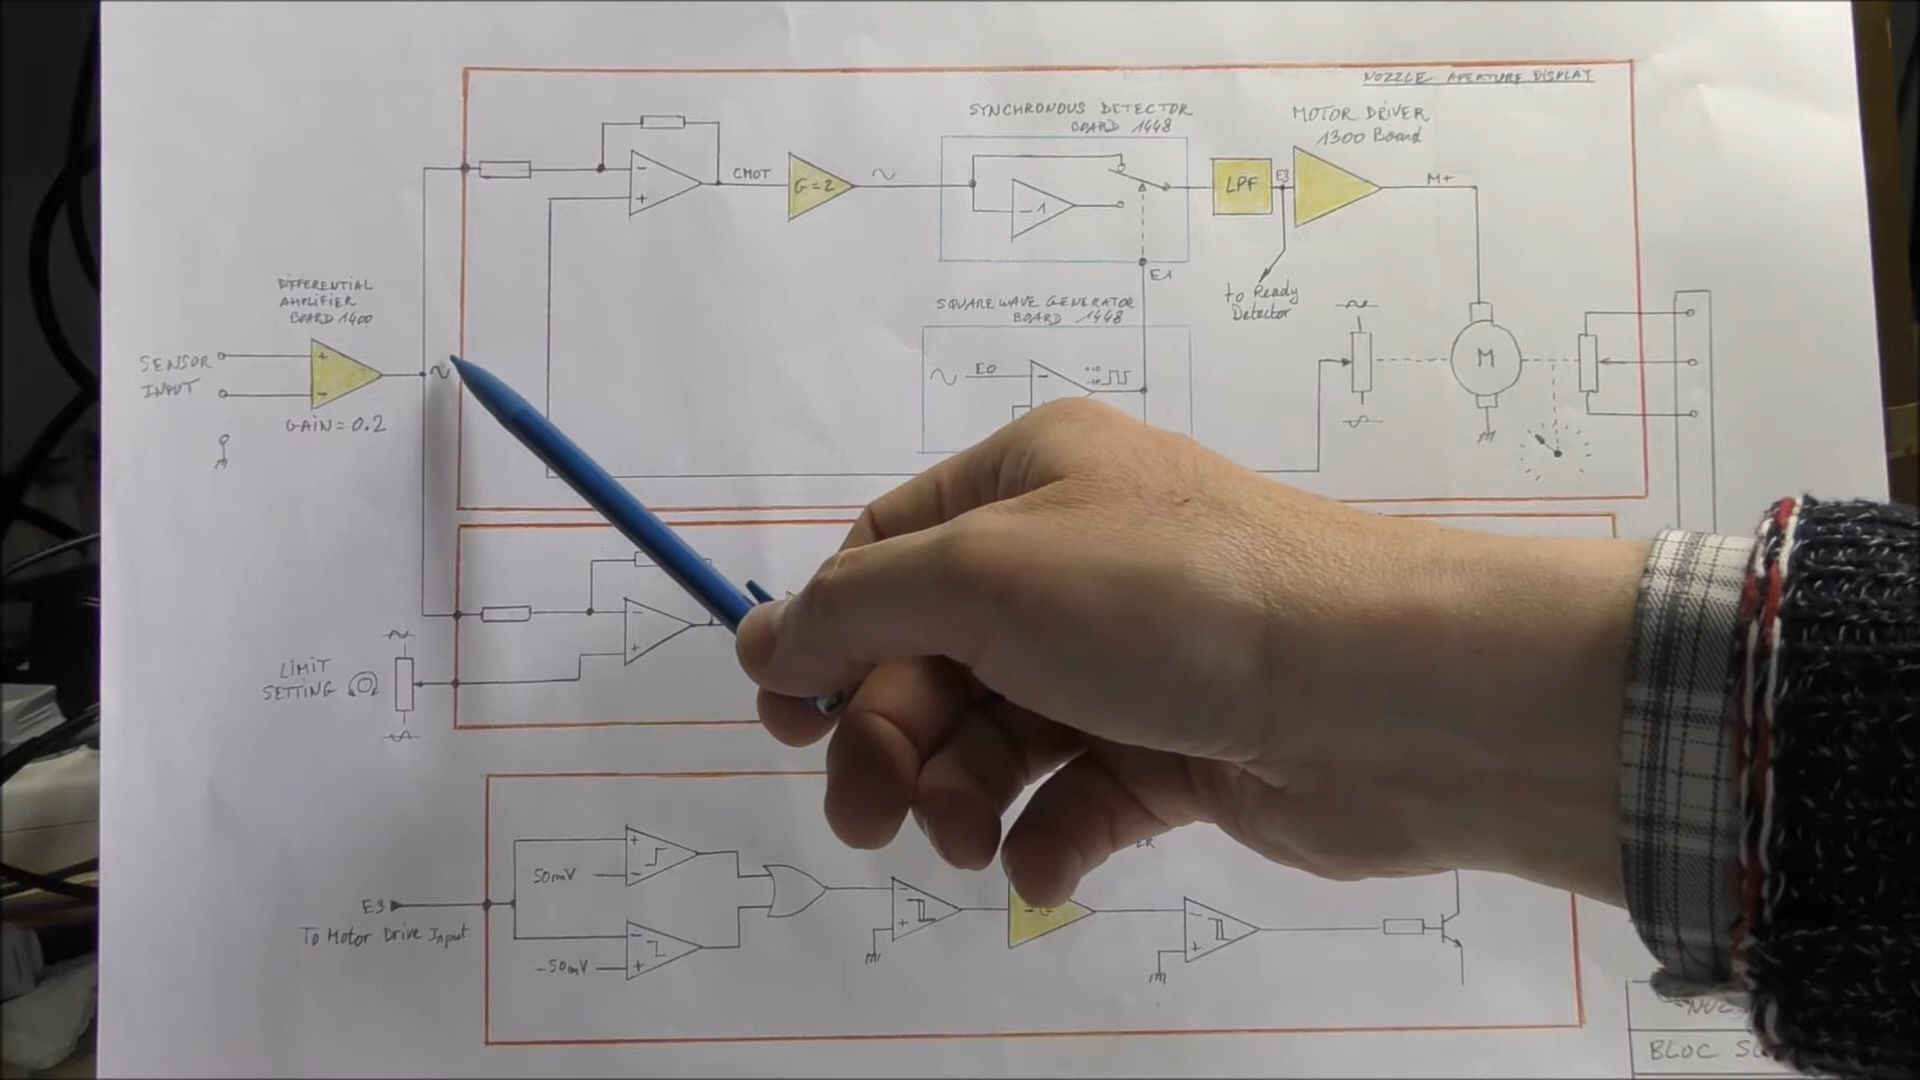 NOZZLE APERTURE DISPLAY
SYNCHRONOUS DETECTOR
BOARD 1448
MOTOR DRIVER
1300 Board
CMOT
G=2
-1
LPF
E3
M+
E1
to Ready
Detector
DIFFERENTIAL
AMPLIFIER
BOARD 1400
SENSOR
INPUT
+
-
GAIN = 0.2
-
+
SQUARE WAVE GENERATOR
BOARD 1448
E0
-
+10
-10
M
LIMIT
SETTING
-
+
E3
To Motor Drive Input
50mV
+
-
-50mV
-
+
-
+
-
+
BLOC